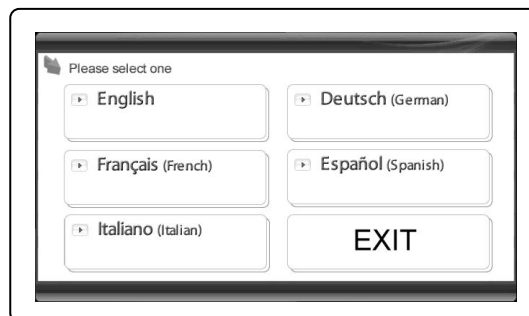 Please select one
English
Deutsch (German)
Français (French)
Español (Spanish)
Italiano (Italian)
EXIT